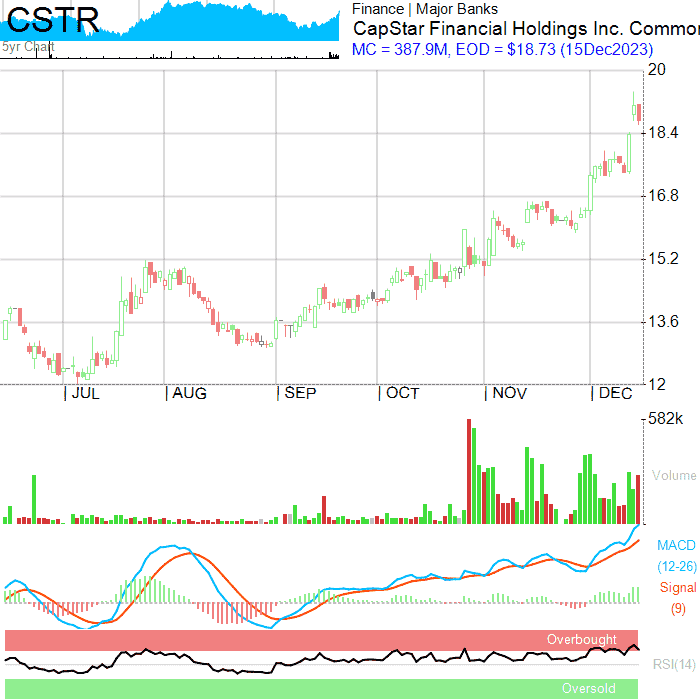 CSTR
5yr Chart
Finance | Major Banks
CapStar Financial Holdings Inc. Common
MC = 387.9M, EOD = $18.73 (15Dec2023)
20
18.4
16.8
15.2
13.6
12
JUL AUG SEP OCT NOV DEC
582k
Volume
MACD
(12-26)
Signal
(9)
Overbought
RSI(14)
Oversold